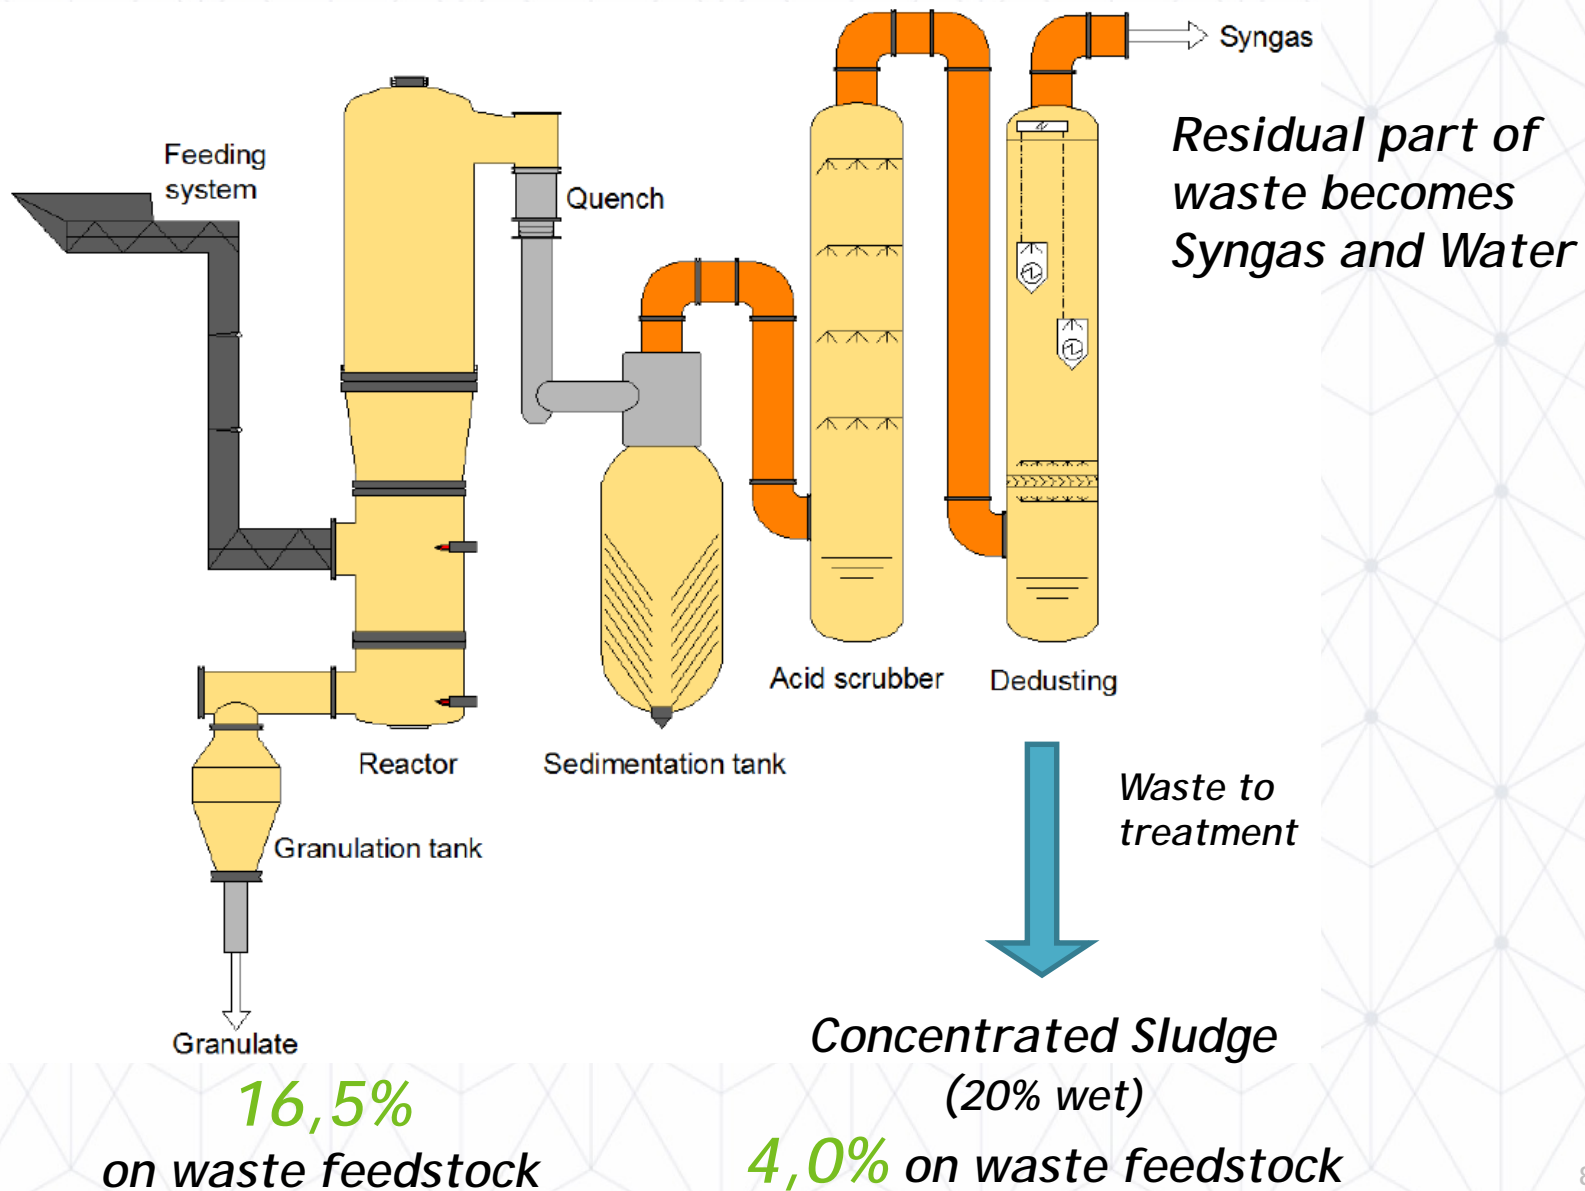 Syngas
Residual part of
waste becomes
Syngas and Water
Feeding
system
Quench
Acid scrubber
Dedusting
Reactor
Sedimentation tank
Waste to
treatment
Granulation tank
Granulate
16,5%
on waste feedstock
Concentrated Sludge
(20% wet)
4,0% on waste feedstock